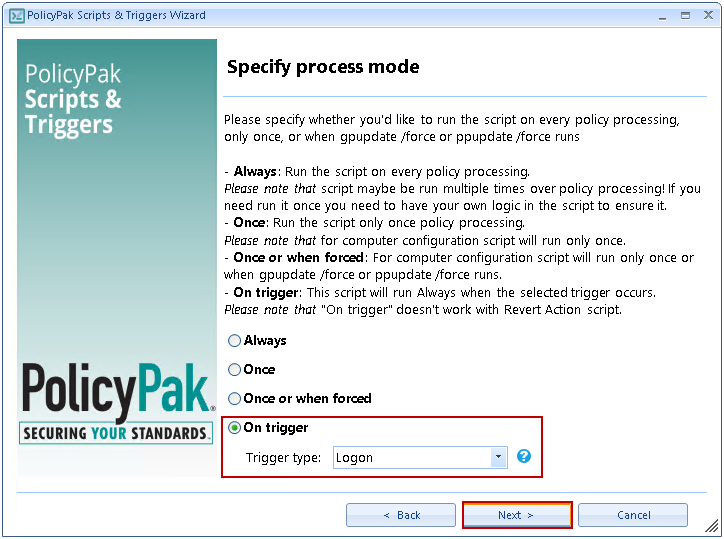 PolicyPak Scripts & Triggers Wizard
PolicyPak
Scripts &
Triggers
Specify process mode
Please specify whether you'd like to run the script on every policy processing,
only once, or when gpupdate /force or ppupdate /force runs
- Always: Run the script on every policy processing.
Please note that script maybe be run multiple times over policy processing! If you
need run it once you need to have your own logic in the script to ensure it.
- Once: Run the script only once policy processing.
Please note that for computer configuration script will run only once.
- Once or when forced: For computer configuration script will run only once or
when gpupdate /force or ppupdate /force runs.
- On trigger: This script will run Always when the selected trigger occurs.
Please note that "On trigger" doesn't work with Revert Action script.
Always
Once
Once or when forced
On trigger
Trigger type: Logon
PolicyPak®
SECURING YOUR STANDARDS™
< Back Next > Cancel